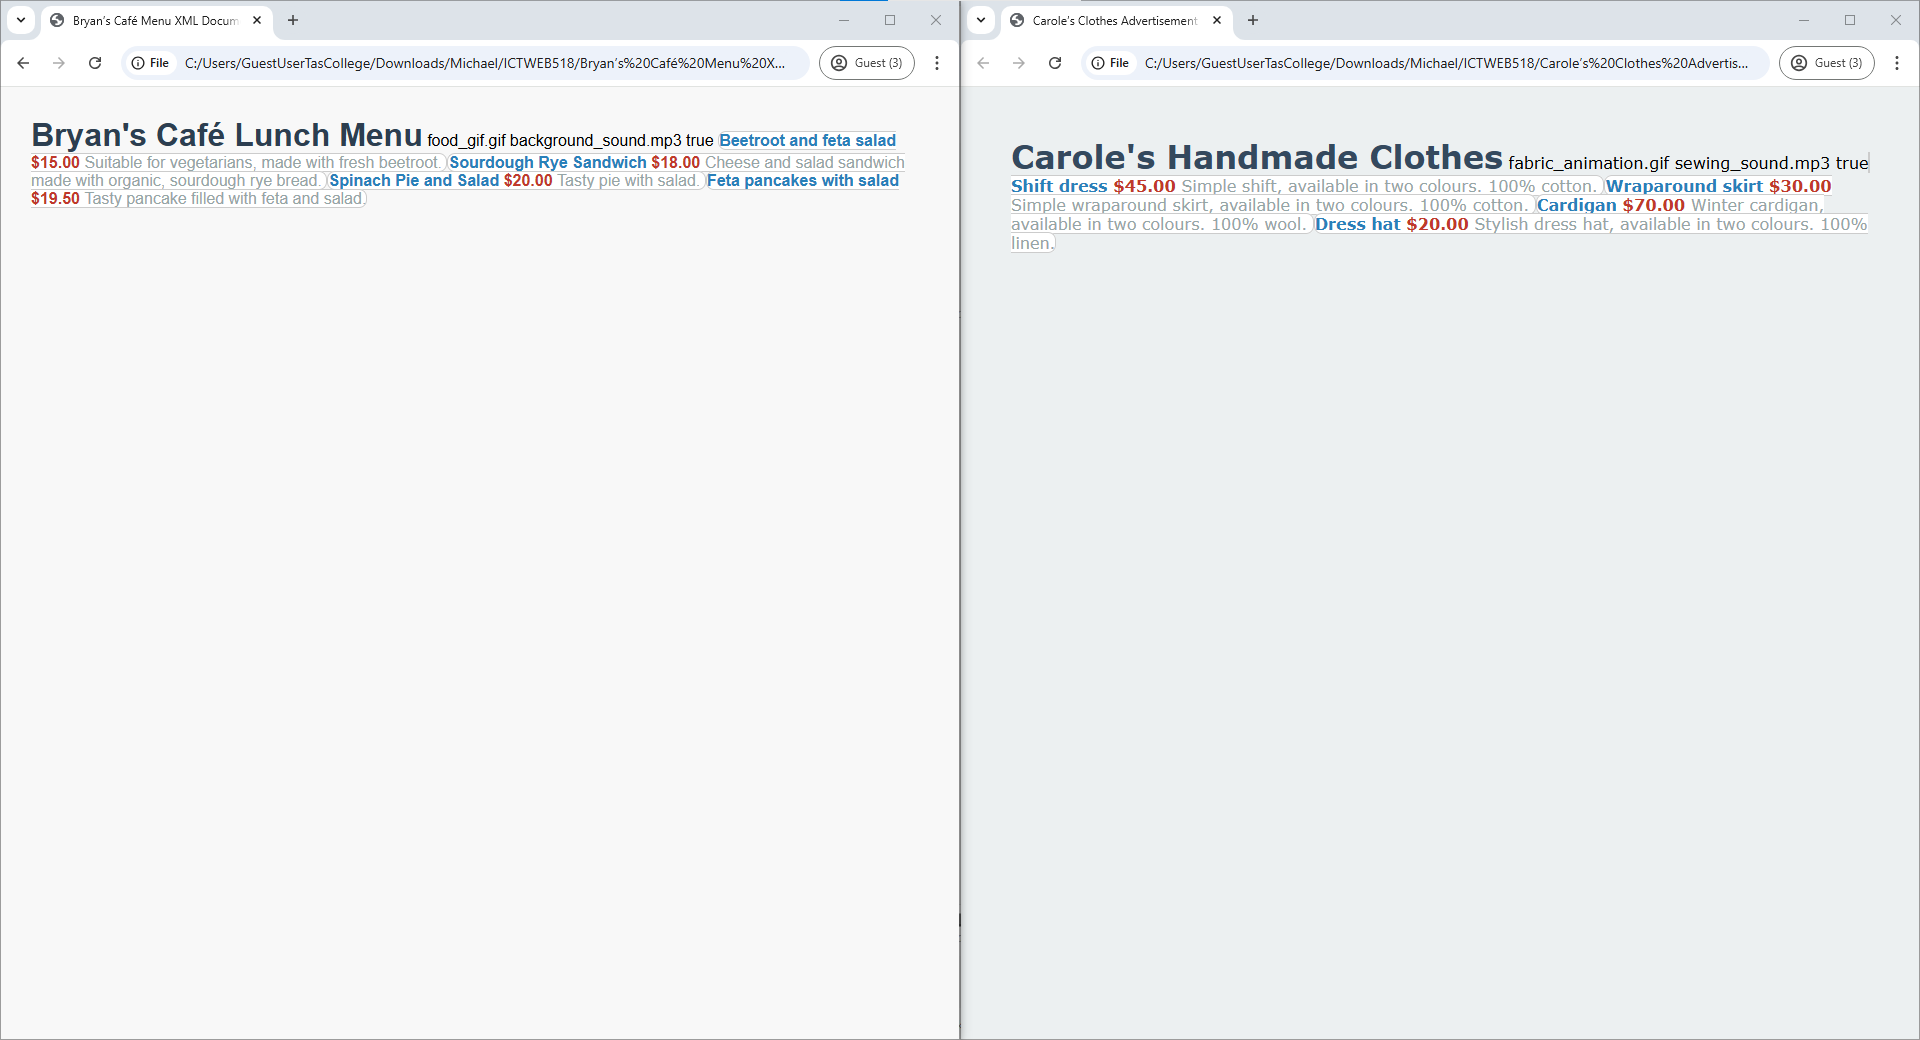 Bryan’s Café Menu XML Docum
File
C:/Users/GuestUserTasCollege/Downloads/Michael/ICTWEB518/Bryan’s%20Café%20Menu%20X...
Guest (3)
Bryan's Café Lunch Menu food_gif.gif background_sound.mp3 true Beetroot and feta salad
$15.00 Suitable for vegetarians, made with fresh beetroot. Sourdough Rye Sandwich $18.00 Cheese and salad sandwich
made with organic, sourdough rye bread. Spinach Pie and Salad $20.00 Tasty pie with salad. Feta pancakes with salad
$19.50 Tasty pancake filled with feta and salad.
Carole’s Clothes Advertisement
File
C:/Users/GuestUserTasCollege/Downloads/Michael/ICTWEB518/Carole’s%20Clothes%20Advertis...
Guest (3)
Carole's Handmade Clothes fabric_animation.gif sewing_sound.mp3 true
Shift dress $45.00 Simple shift, available in two colours. 100% cotton. Wraparound skirt $30.00
Simple wraparound skirt, available in two colours. 100% cotton. Cardigan $70.00 Winter cardigan,
available in two colours. 100% wool. Dress hat $20.00 Stylish dress hat, available in two colours. 100%
linen.